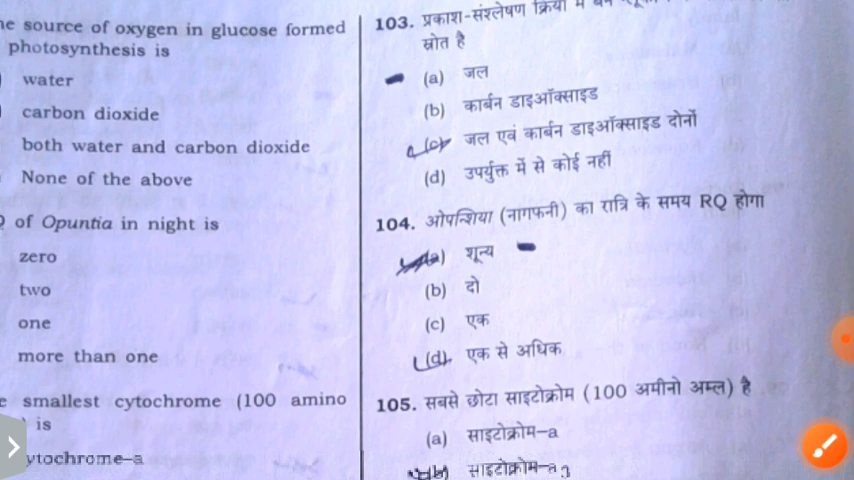 source of oxygen in glucose formed
photosynthesis is
water
carbon dioxide
both water and carbon dioxide
None of the above
of Opuntia in night is
zero
two
one
more than one
smallest cytochrome (100 amino
is
ytochrome-a
103. प्रकाश-संश्लेषण क्रिया में
स्रोत है
(a) जल
(b) कार्बन डाइऑक्साइड
(c) जल एवं कार्बन डाइऑक्साइड दोनों
(d) उपर्युक्त में से कोई नहीं
104. ओपन्शिया (नागफनी) का रात्रि के समय RQ होगा
(a) शून्य
(b) दो
(c) एक
(d) एक से अधिक
105. सबसे छोटा साइटोक्रोम (100 अमीनो अम्ल) है
(a) साइटोक्रोम-a
(b) साइटोक्रोम-a3